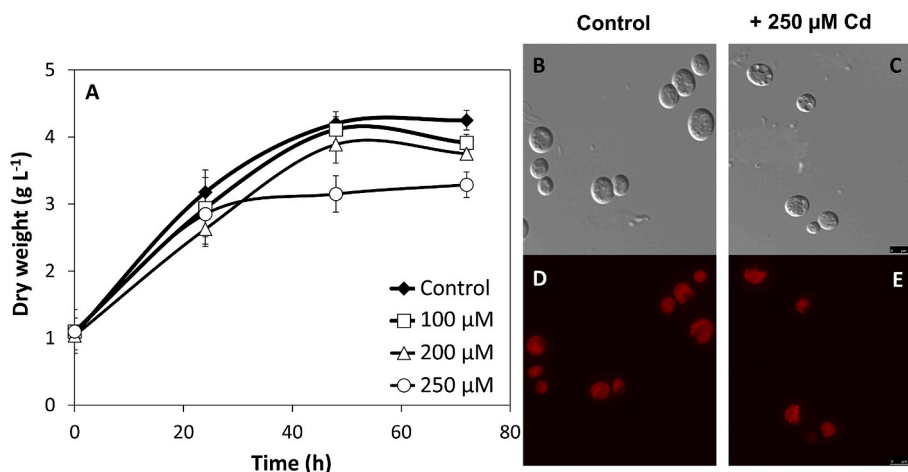 Control
+ 250 µM Cd
A
B
C
D
E
Dry weight (g L-1)
5
4
3
2
1
0
0
20
40
60
80
Time (h)
Control
100 µM
200 µM
250 µM